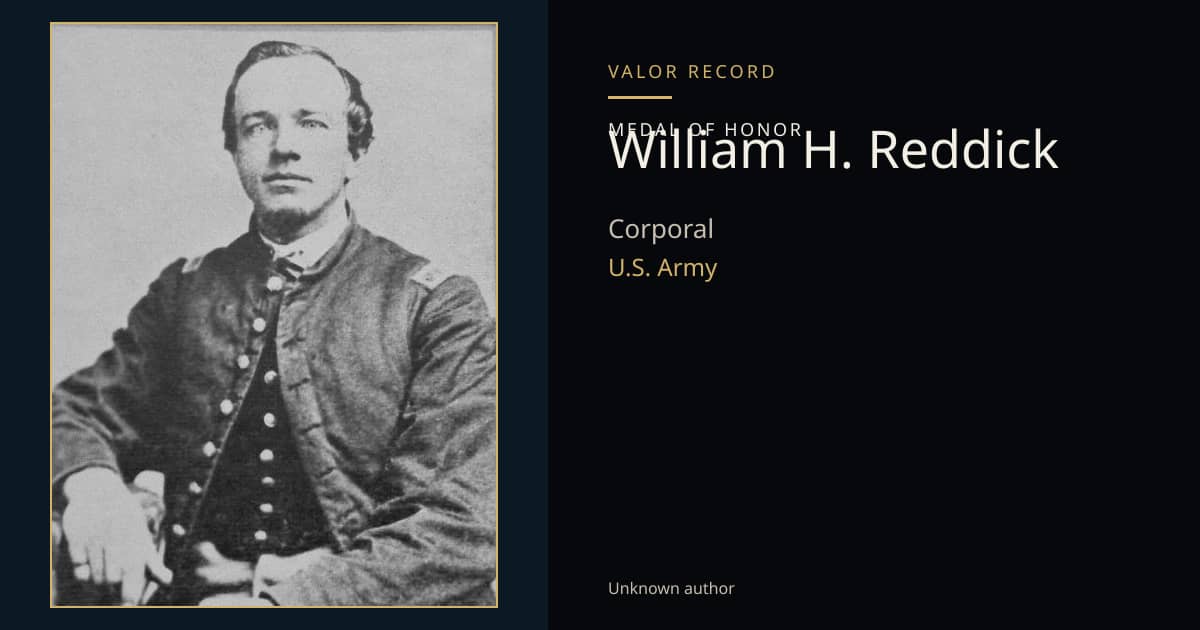 VALOR RECORD
MEDAL OF HONOR
William H. Reddick
Corporal
U.S. Army
Unknown author